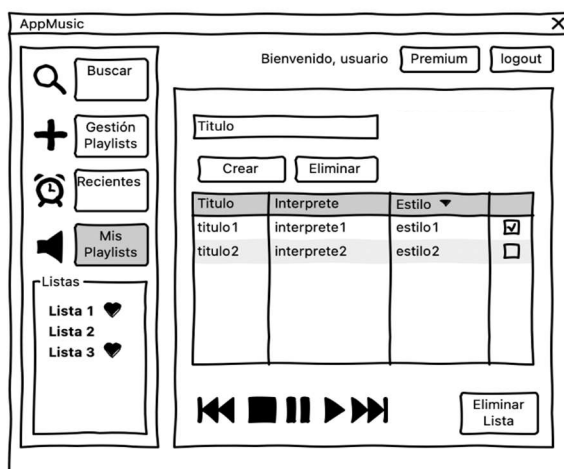 AppMusic
Bienvenido, usuario
Premium
logout
Buscar
Gestión
Playlists
Recientes
Mis
Playlists
Listas
Lista 1
Lista 2
Lista 3
Titulo
Crear
Eliminar
Titulo Interprete Estilo
titulo1 interprete1 estilo1
titulo2 interprete2 estilo2
Eliminar
Lista